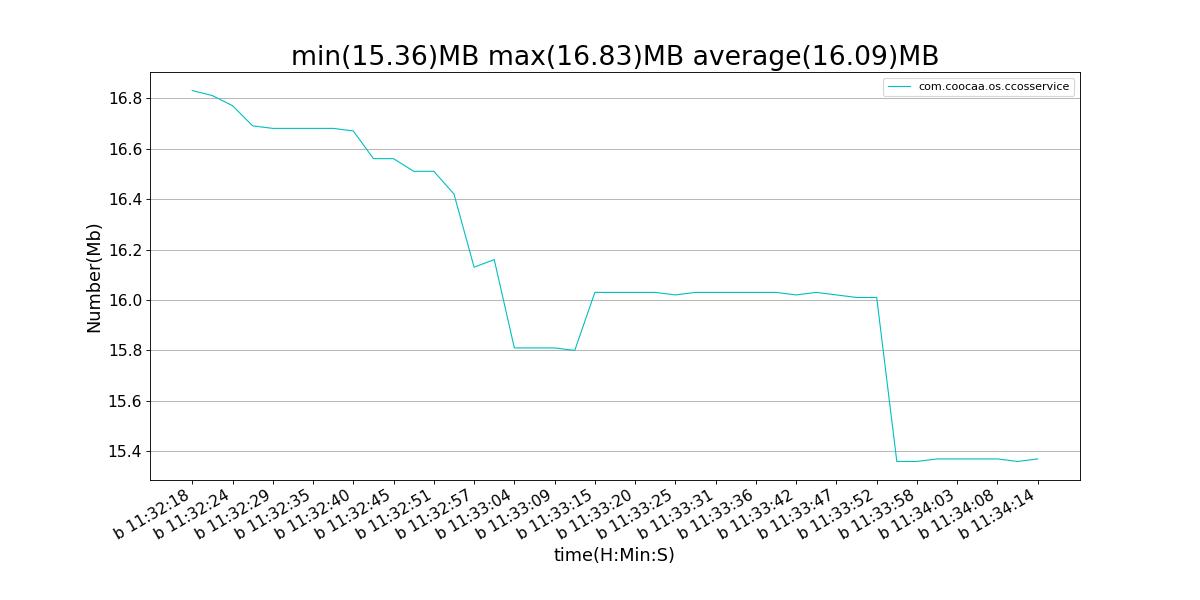 min(15.36)MB max(16.83)MB average(16.09)MB
com.coocaa.os.ccosservice
16.8
16.6
16.4
16.2
16.0
15.8
15.6
15.4
Number(Mb)
b 11:32:18
b 11:32:24
b 11:32:29
b 11:32:35
b 11:32:40
b 11:32:45
b 11:32:51
b 11:32:57
b 11:33:04
b 11:33:09
b 11:33:15
b 11:33:20
b 11:33:25
b 11:33:31
b 11:33:36
b 11:33:42
b 11:33:47
b 11:33:52
b 11:33:58
b 11:34:03
b 11:34:08
b 11:34:14
time(H:Min:S)